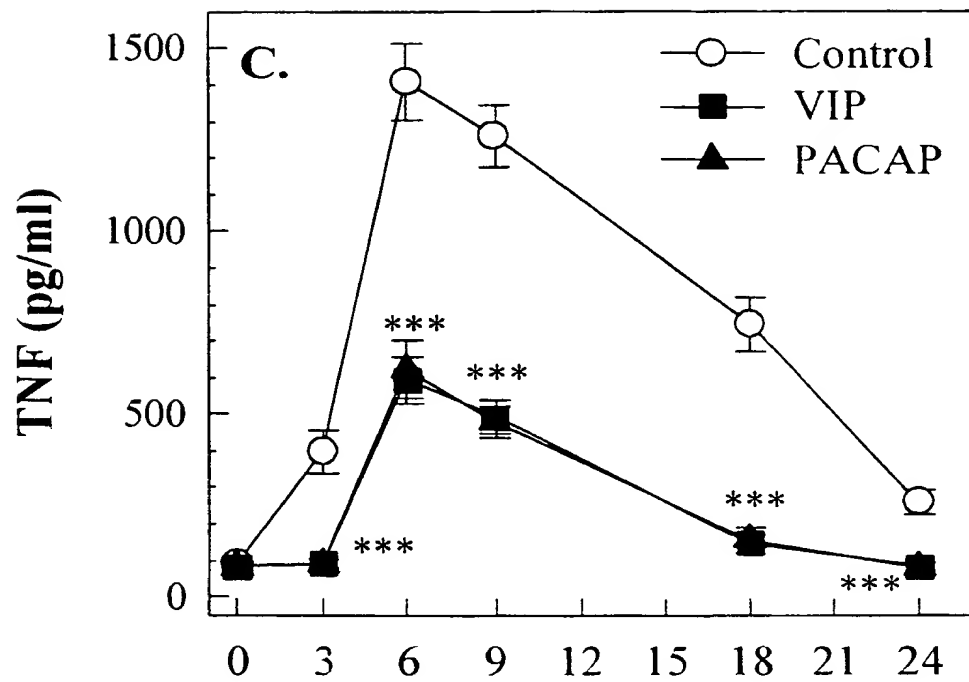 C.
Control
VIP
PACAP
TNF (pg/ml)
1500
1000
500
0
***
***
***
***
***
0 3 6 9 12 15 18 21 24